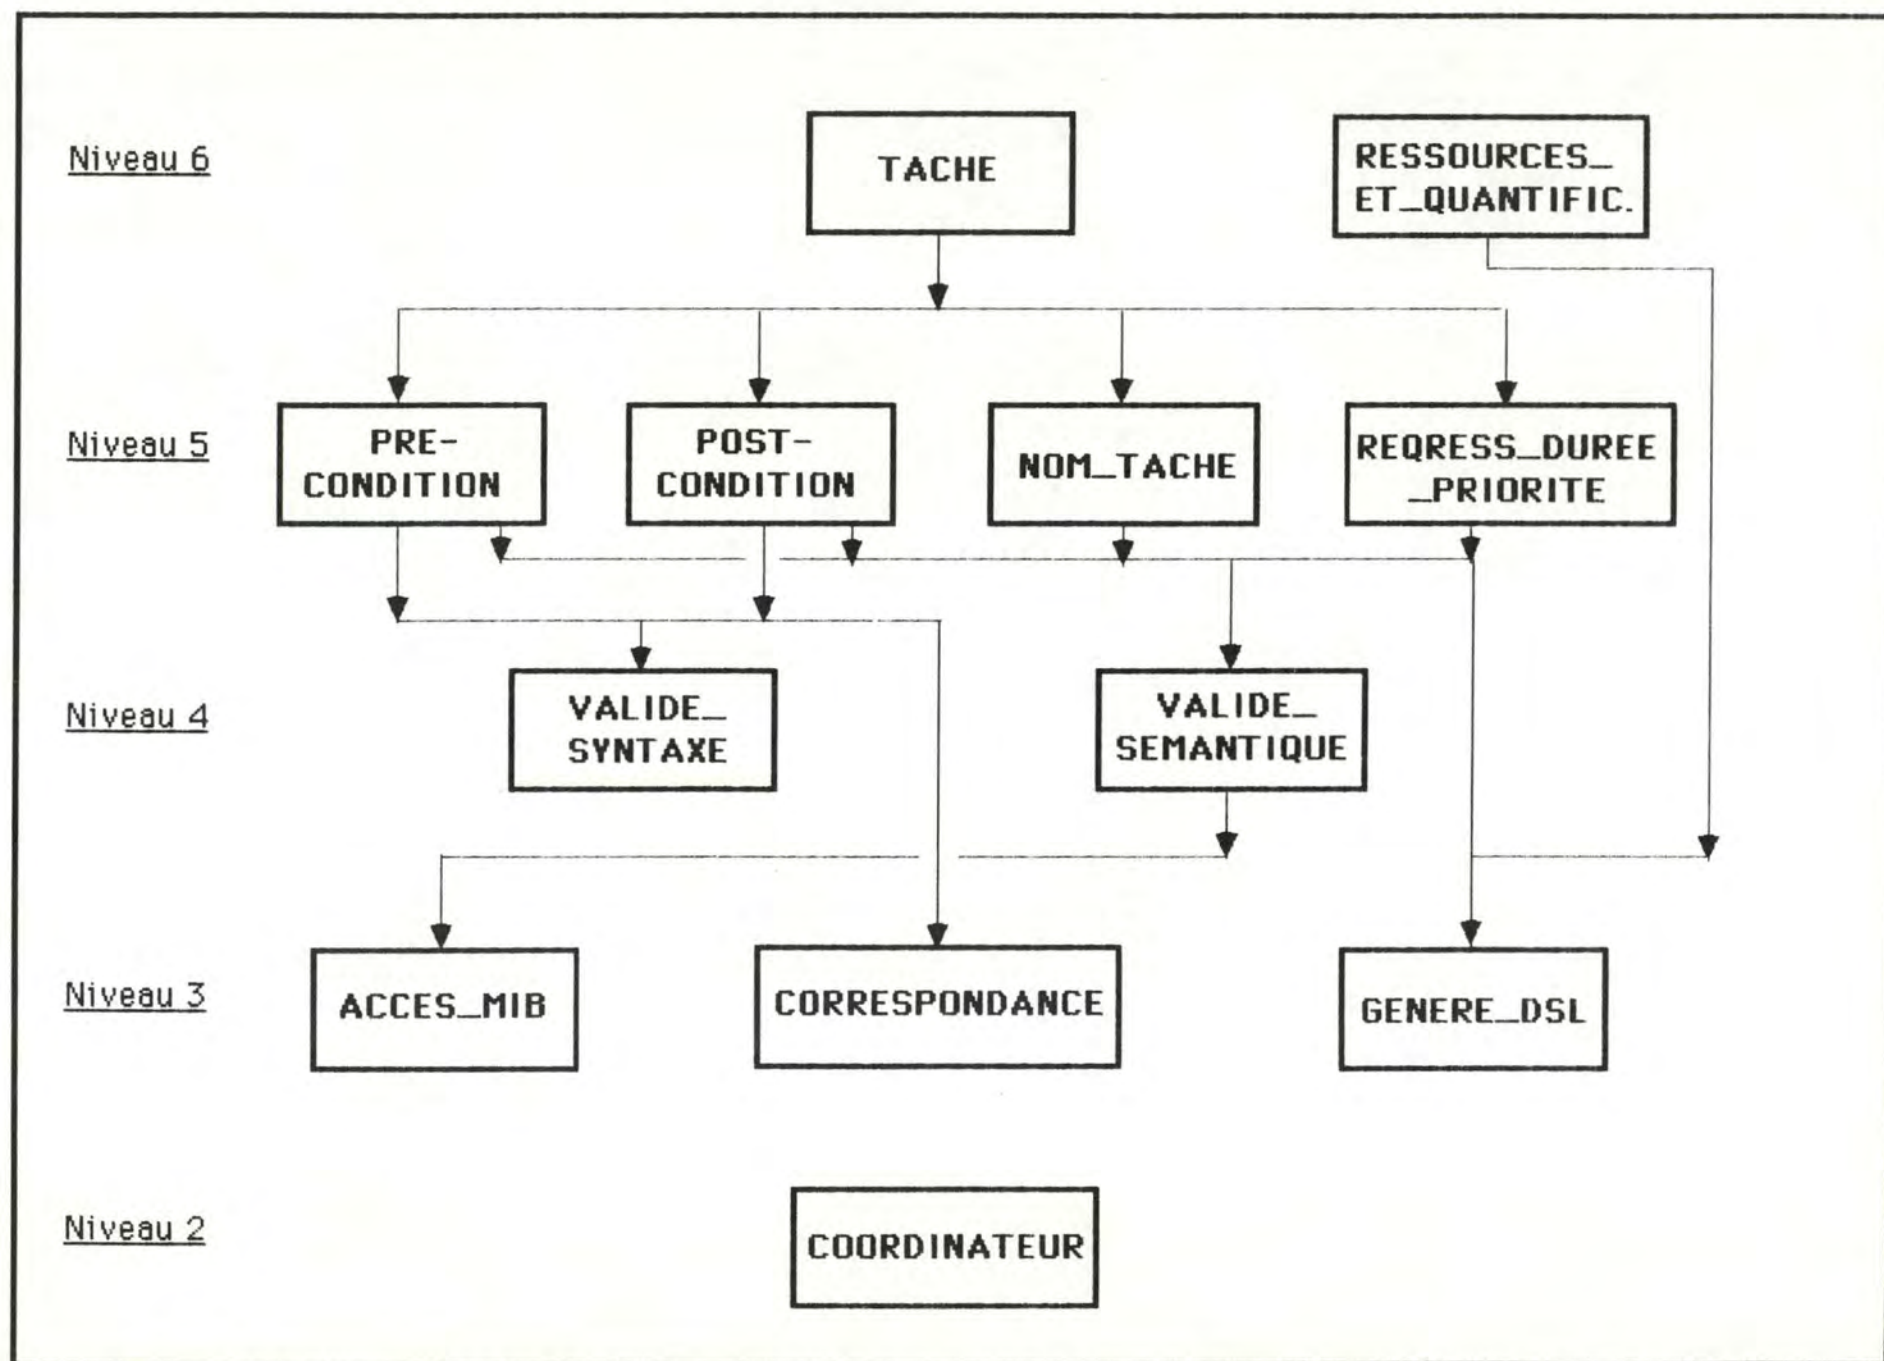 Niveau 6
TACHE
RESSOURCES_
ET_QUANTIFIC.
Niveau 5
PRE-
CONDITION
POST-
CONDITION
NOM_TACHE
REQRESS_DUREE
_PRIORITE
Niveau 4
VALIDE_
SYNTAXE
VALIDE_
SEMANTIQUE
Niveau 3
ACCES_MIB
CORRESPONDANCE
GENERE_DSL
Niveau 2
COORDINATEUR